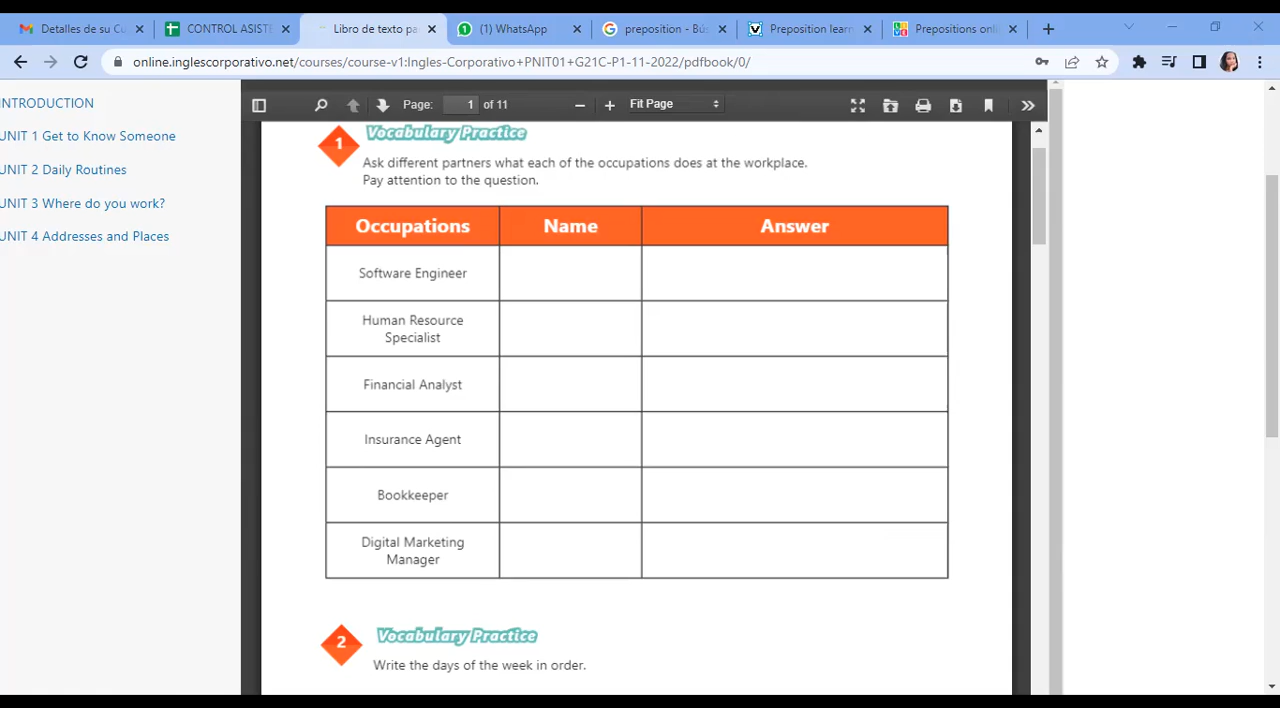 Detalles de su Cu
CONTROL ASISTE
Libro de texto pa
(1) WhatsApp
preposition - Bús
Preposition learn
Prepositions onli
online.inglescorporativo.net/courses/course-v1:Ingles-Corporativo+PNIT01+G21C-P1-11-2022/pdfbook/0/
INTRODUCTION
UNIT 1 Get to Know Someone
UNIT 2 Daily Routines
UNIT 3 Where do you work?
UNIT 4 Addresses and Places
Page: 1 of 11
Fit Page
1 Vocabulary Practice
Ask different partners what each of the occupations does at the workplace.
Pay attention to the question.
Occupations Name Answer
Software Engineer
Human Resource
Specialist
Financial Analyst
Insurance Agent
Bookkeeper
Digital Marketing
Manager
2 Vocabulary Practice
Write the days of the week in order.